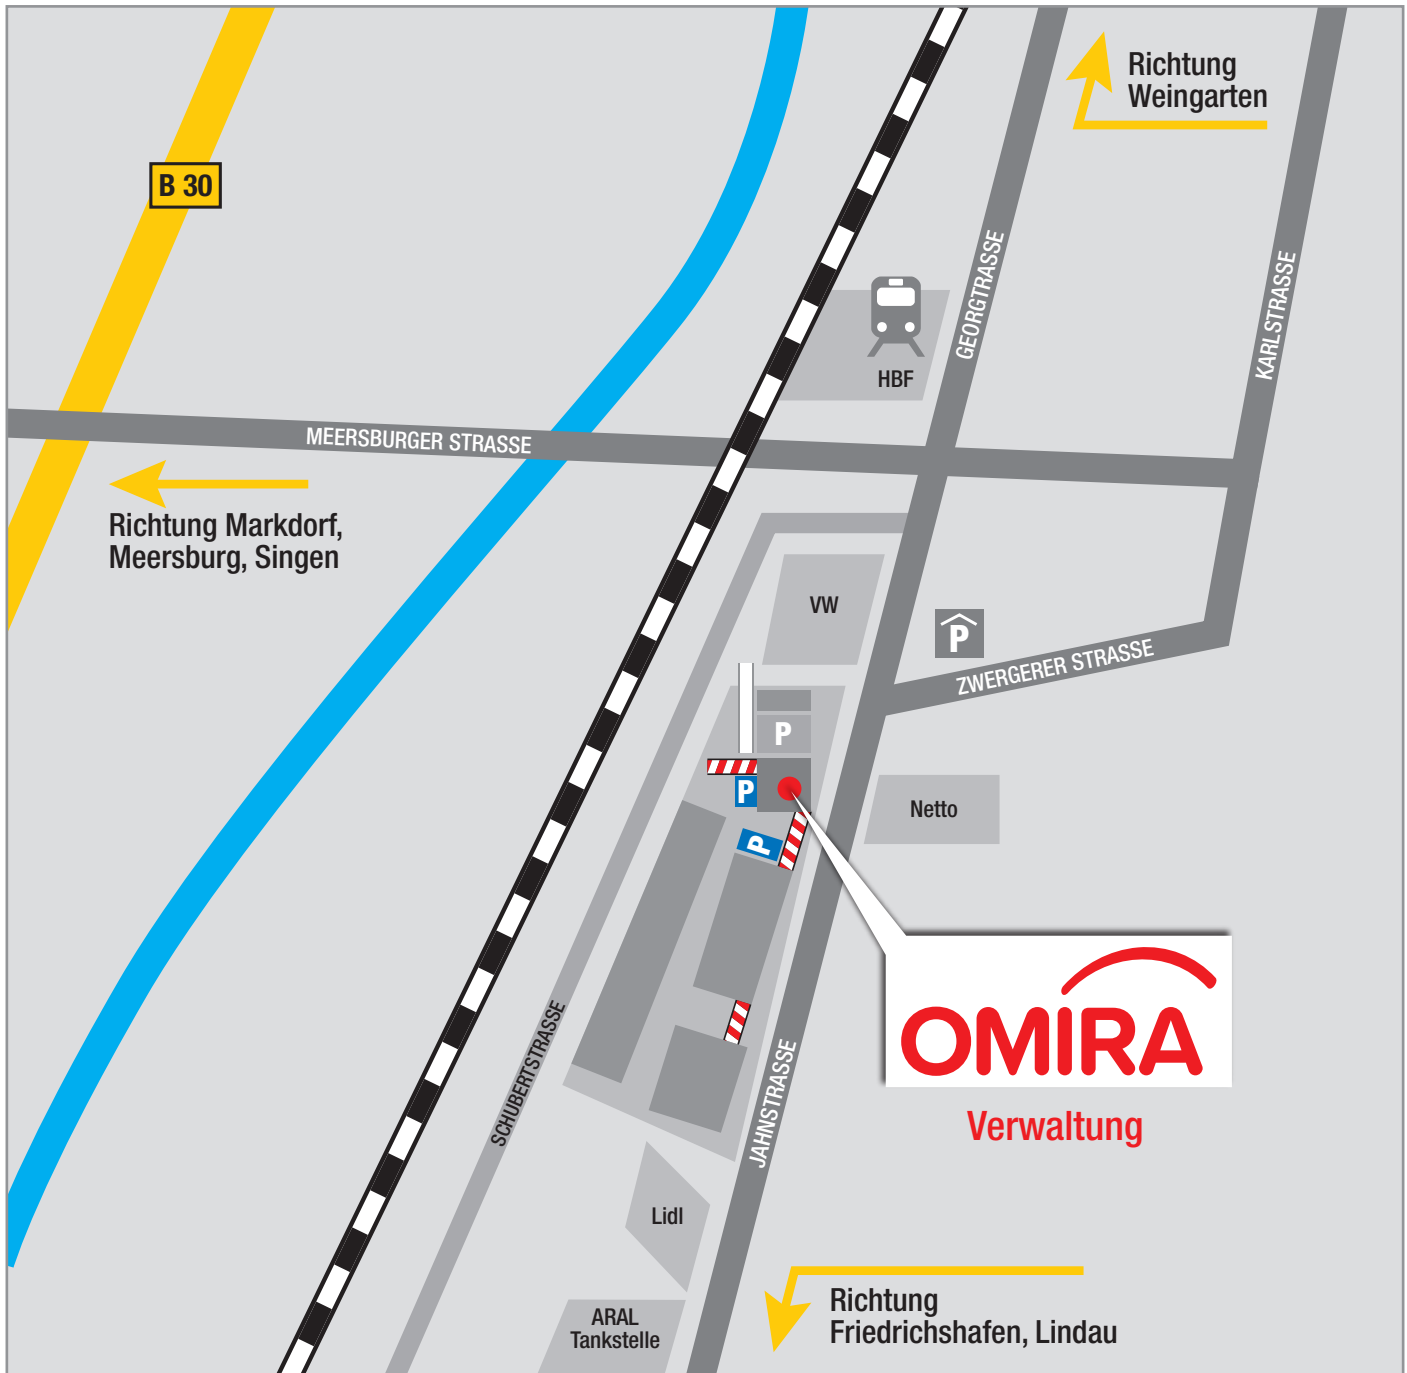 Richtung
Weingarten
B 30
GEORGTRASSE
KARLSTRASSE
HBF
MEERSBURGER STRASSE
Richtung Markdorf,
Meersburg, Singen
VW
P
ZWERGERER STRASSE
P
P
Netto
P
OMIRA
Verwaltung
SCHUBERTSTRASSE
JAHNSTRASSE
Lidl
Richtung
Friedrichshafen, Lindau
ARAL
Tankstelle